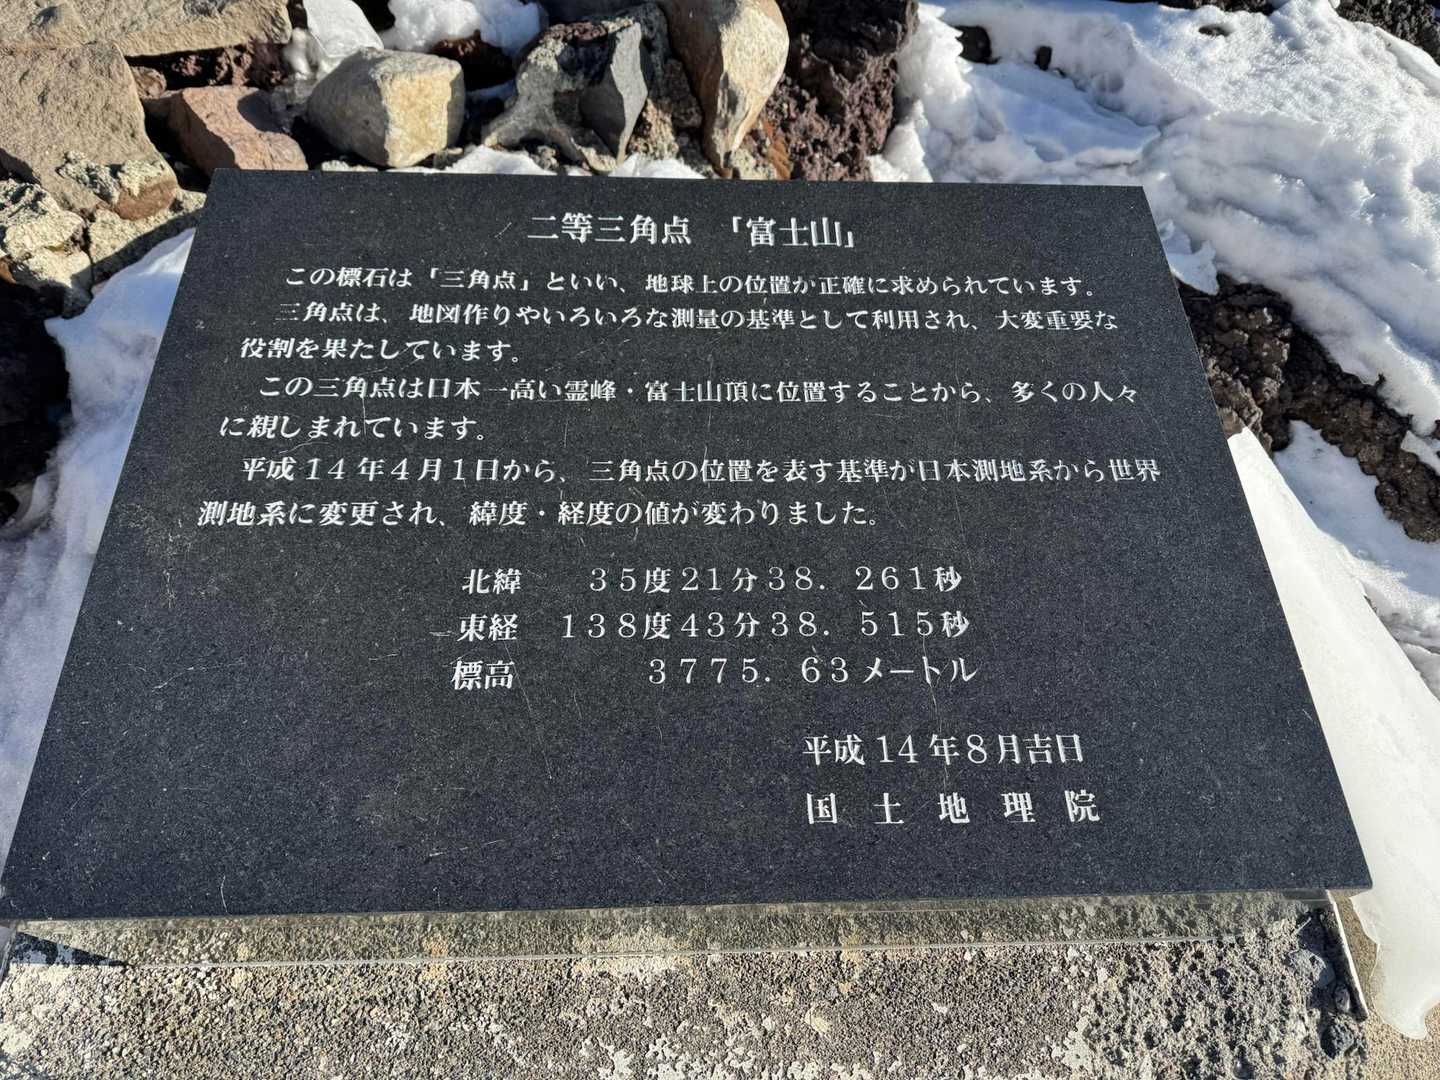 二等三角点 「富士山」
この標石は「三角点」といい、地球上の位置が正確に求められています。
三角点は、地図作りやいろいろな測量の基準として利用され、大変重要な
役割を果たしています。
この三角点は日本一高い霊峰・富士山頂に位置することから、多くの人々
に親しまれています。
平成14年4月1日から、三角点の位置を表す基準が日本測地系から世界
測地系に変更され、緯度・経度の値が変わりました。
北緯　35度21分38．261秒
東経　138度43分38．515秒
標高　3775．63メートル
平成14年8月吉日
国土地理院